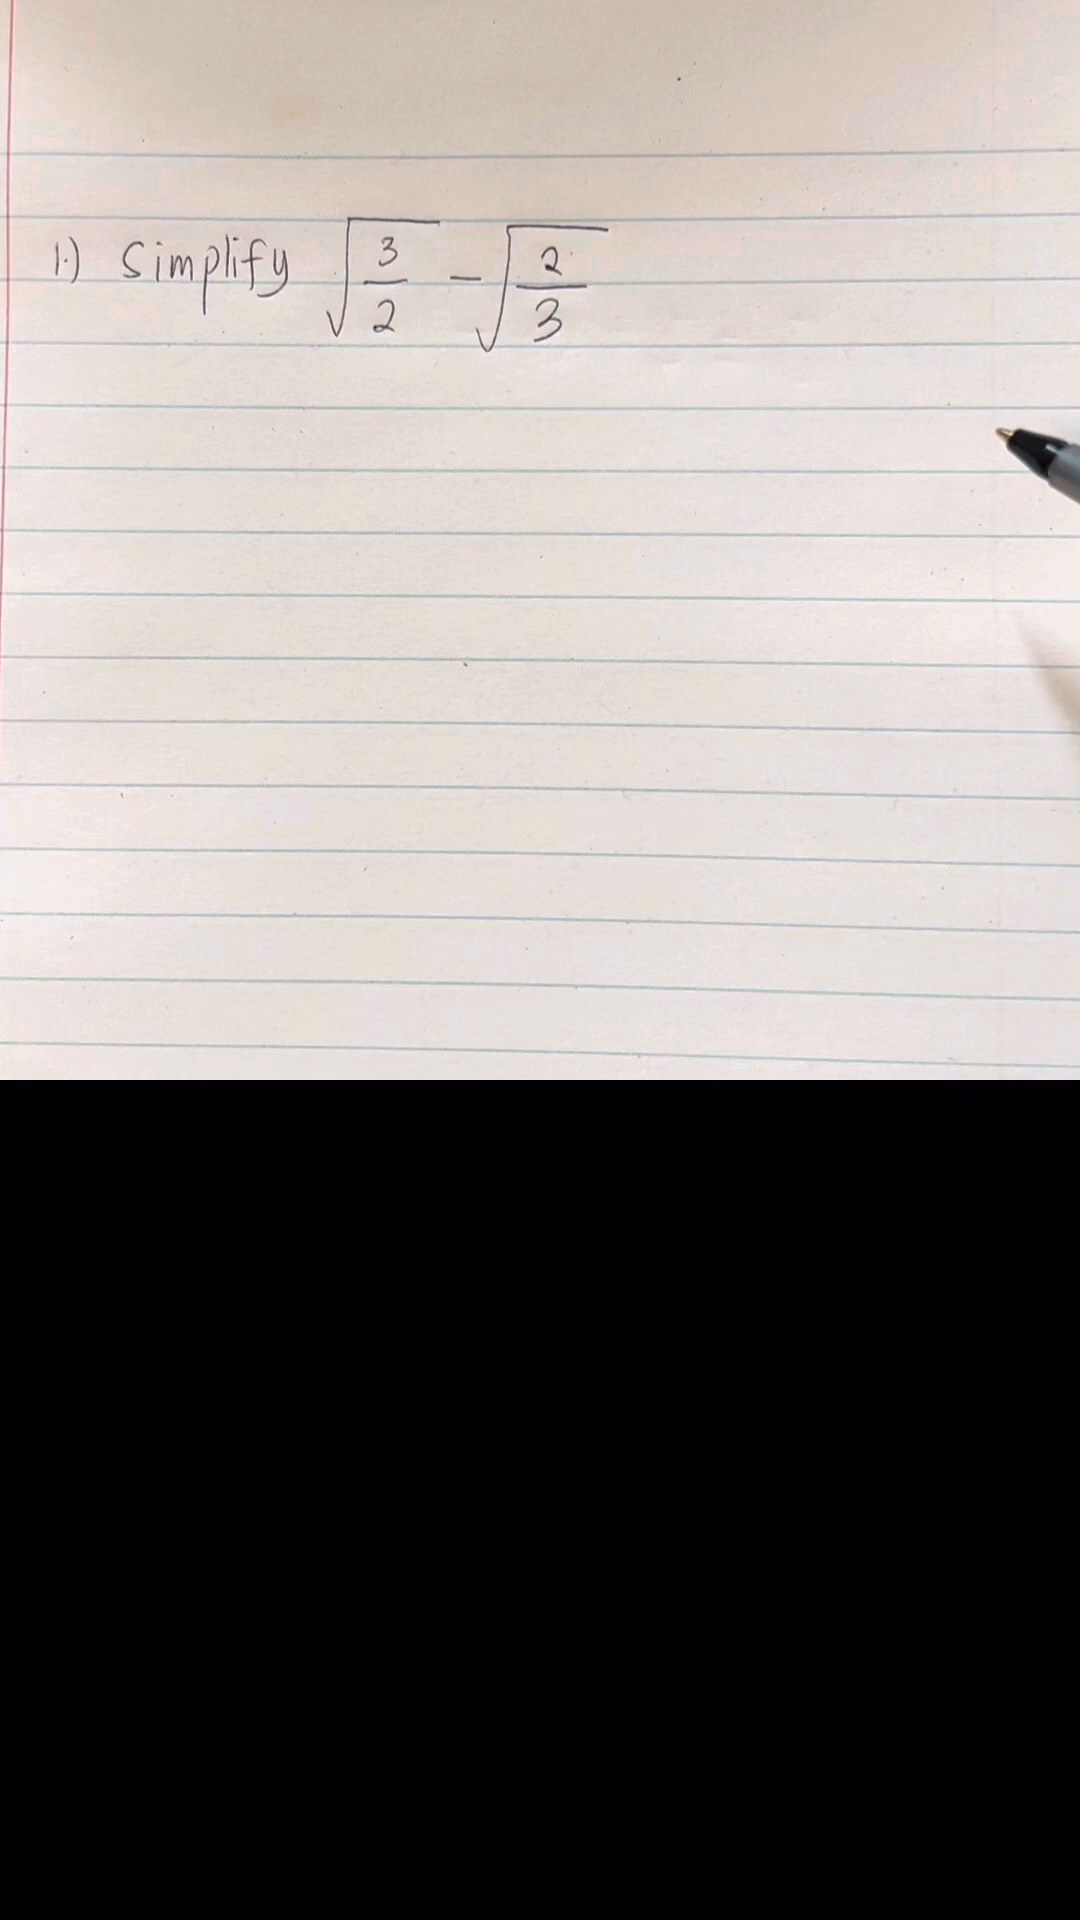 1.) Simplify √(3/2) - √(2/3)